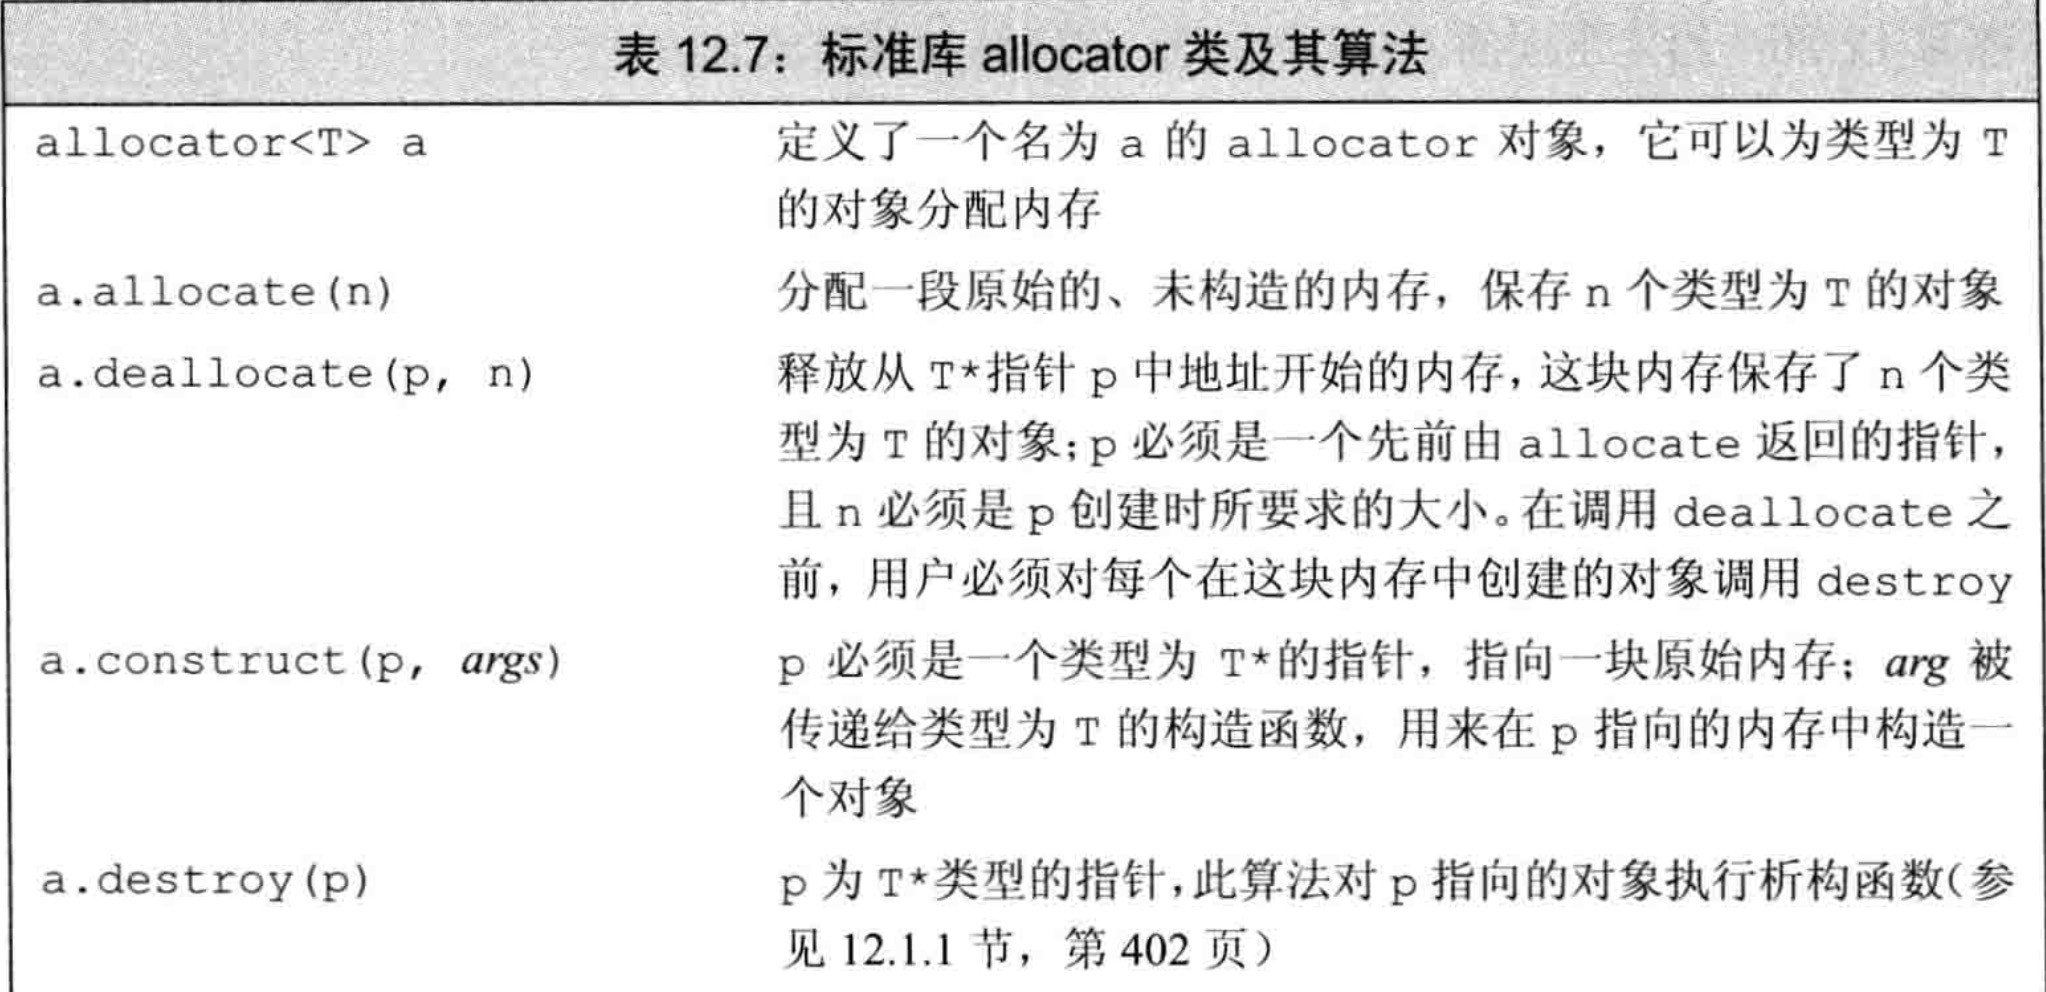 表 12.7：标准库 allocator 类及其算法
allocator<T> a 定义了一个名为 a 的 allocator 对象，它可以为类型为 T
的对象分配内存
a.allocate(n) 分配一段原始的、未构造的内存，保存 n 个类型为 T 的对象
a.deallocate(p, n) 释放从 T*指针 p 中地址开始的内存，这块内存保存了 n 个类
型为 T 的对象；p 必须是一个先前由 allocate 返回的指针，
且 n 必须是 p 创建时所要求的大小。在调用 deallocate 之
前，用户必须对每个在这块内存中创建的对象调用 destroy
a.construct(p, args) p 必须是一个类型为 T*的指针，指向一块原始内存；arg 被
传递给类型为 T 的构造函数，用来在 p 指向的内存中构造一
个对象
a.destroy(p) p 为 T*类型的指针，此算法对 p 指向的对象执行析构函数（参
见 12.1.1 节，第 402 页）